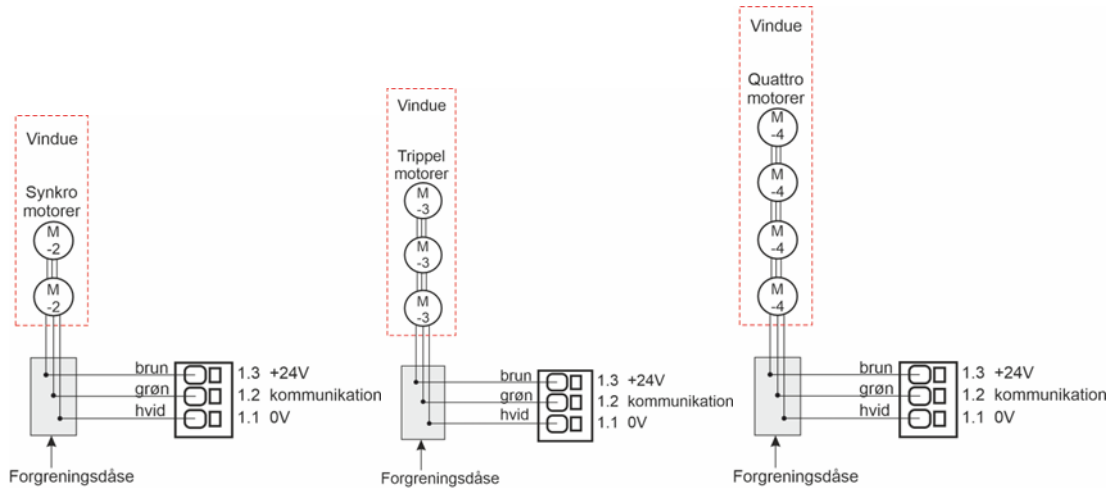 Vindue
Synkro
motorer
M
-2
M
-2
brun
grøn
hvid
1.3 +24V
1.2 kommunikation
1.1 0V
Forgreningsdåse
Vindue
Trippel
motorer
M
-3
M
-3
M
-3
brun
grøn
hvid
1.3 +24V
1.2 kommunikation
1.1 0V
Forgreningsdåse
Vindue
Quattro
motorer
M
-4
M
-4
M
-4
M
-4
brun
grøn
hvid
1.3 +24V
1.2 kommunikation
1.1 0V
Forgreningsdåse